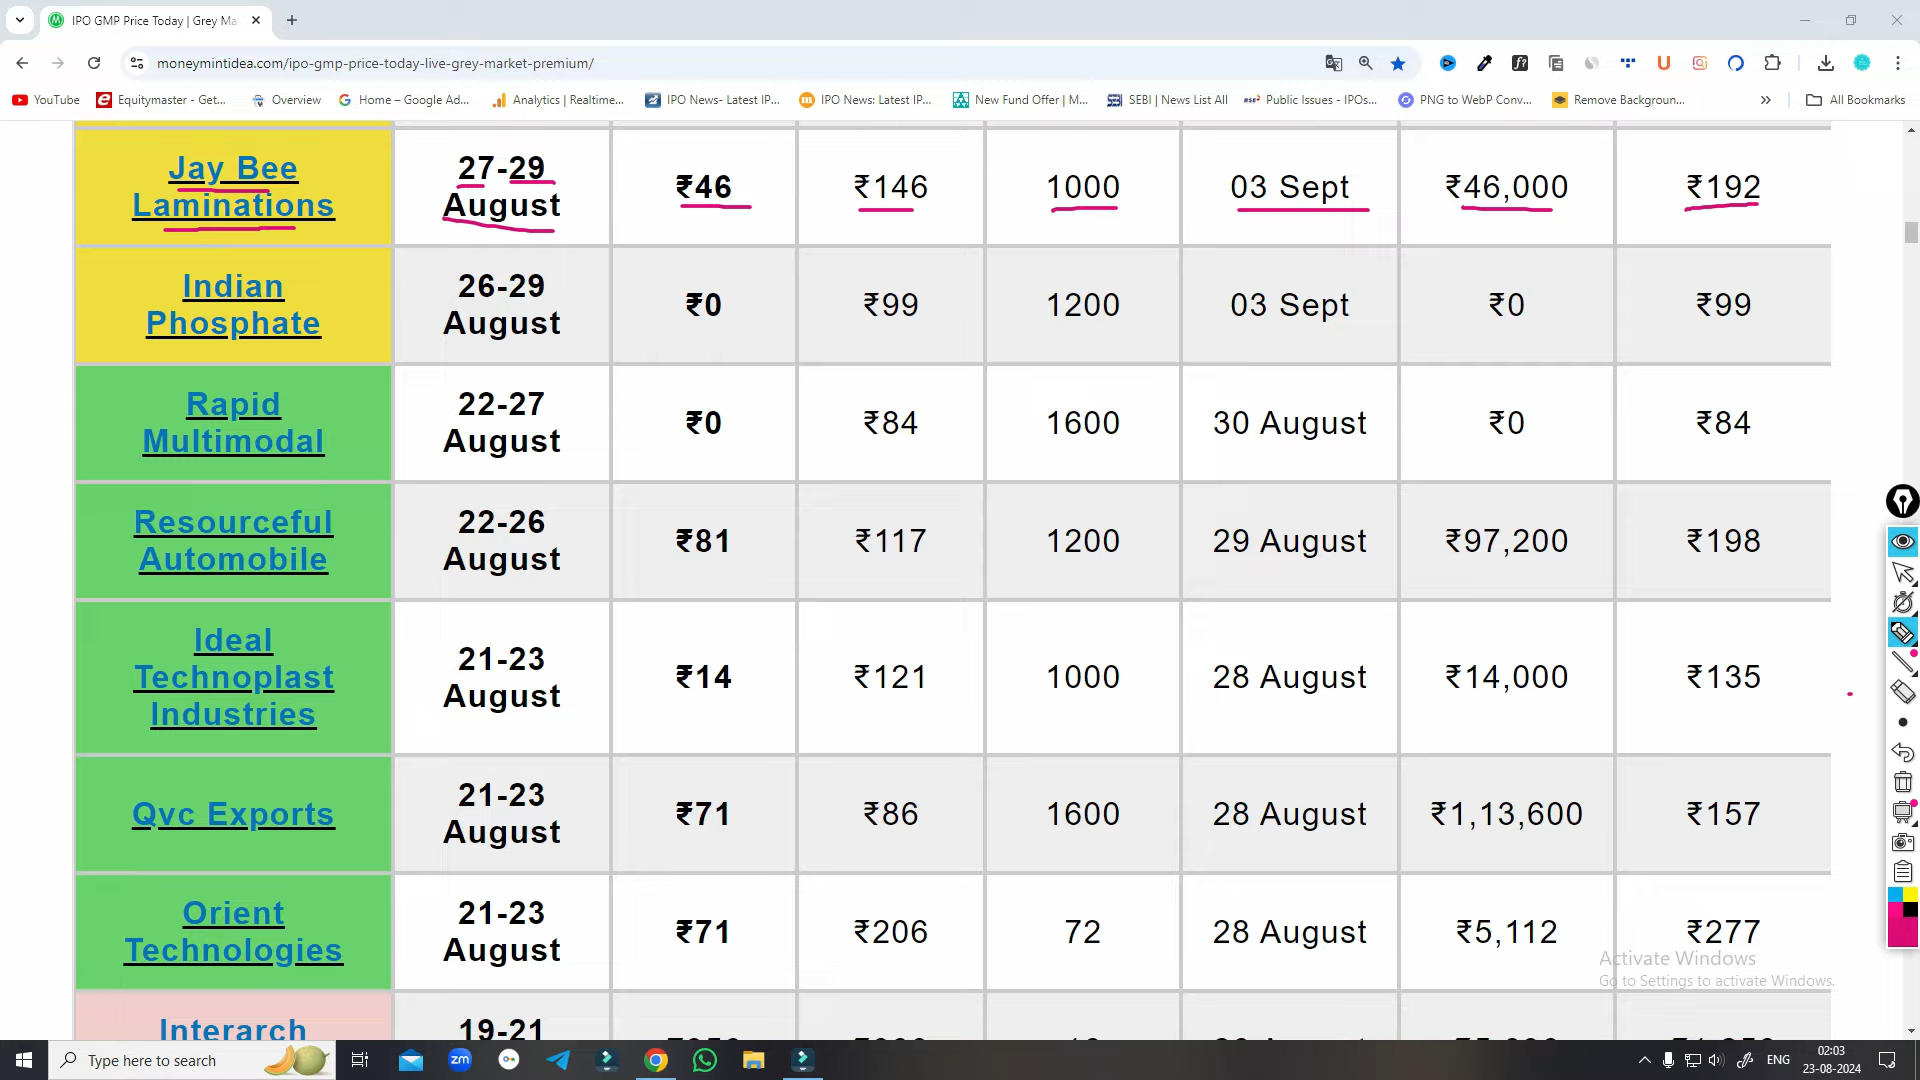 IPO GMP Price Today | Grey Ma
moneymintidea.com/ipo-gmp-price-today-live-grey-market-premium/
YouTube
Equitymaster - Get...
Overview
Home – Google Ad...
Analytics | Realtime...
IPO News- Latest IP...
IPO News: Latest IP...
New Fund Offer | M...
SEBI | News List All
Public Issues - IPOs...
PNG to WebP Conv...
Remove Backgroun...
All Bookmarks
Jay Bee Laminations 27-29 August ₹46 ₹146 1000 03 Sept ₹46,000 ₹192
Indian Phosphate 26-29 August ₹0 ₹99 1200 03 Sept ₹0 ₹99
Rapid Multimodal 22-27 August ₹0 ₹84 1600 30 August ₹0 ₹84
Resourceful Automobile 22-26 August ₹81 ₹117 1200 29 August ₹97,200 ₹198
Ideal Technoplast Industries 21-23 August ₹14 ₹121 1000 28 August ₹14,000 ₹135
Qvc Exports 21-23 August ₹71 ₹86 1600 28 August ₹1,13,600 ₹157
Orient Technologies 21-23 August ₹71 ₹206 72 28 August ₹5,112 ₹277
Interarch 19-21
Activate Windows
Go to Settings to activate Windows.
Type here to search
zm
ENG
02:03
23-08-2024